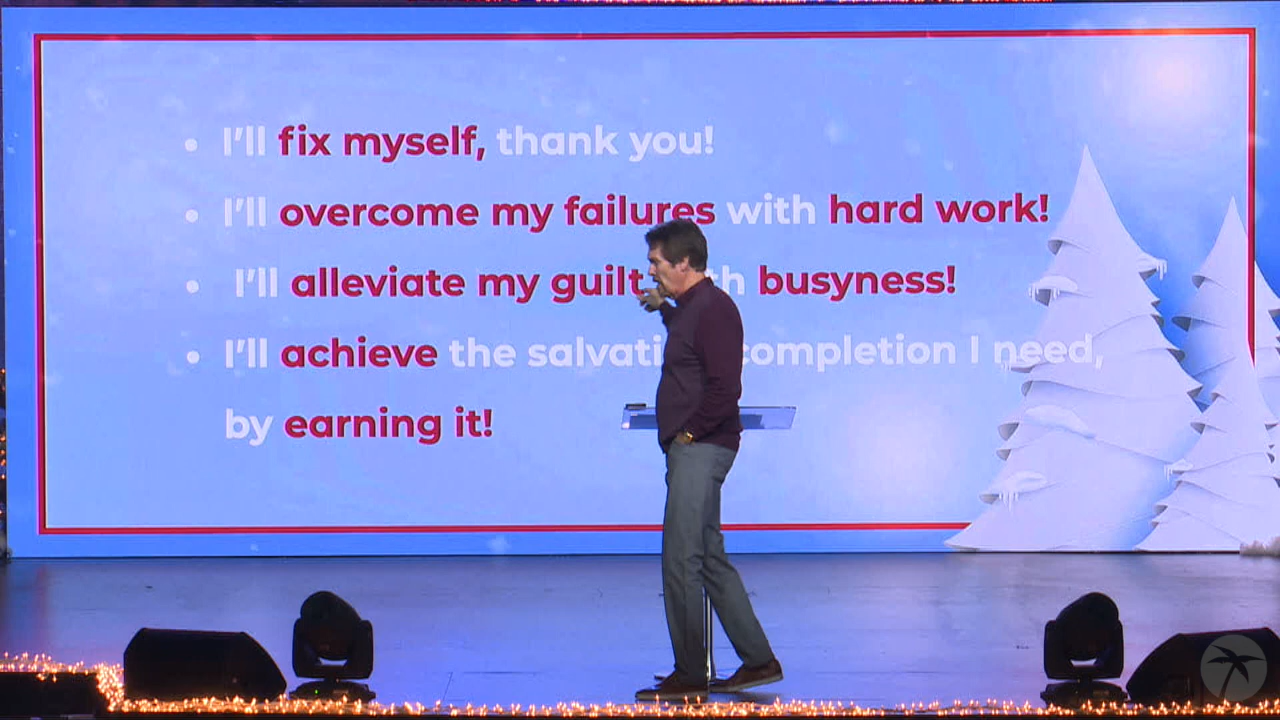 • I'll fix myself, thank you!
• I'll overcome my failures with hard work!
• I'll alleviate my guilt busyness!
• I'll achieve the completion I need,
by earning it!